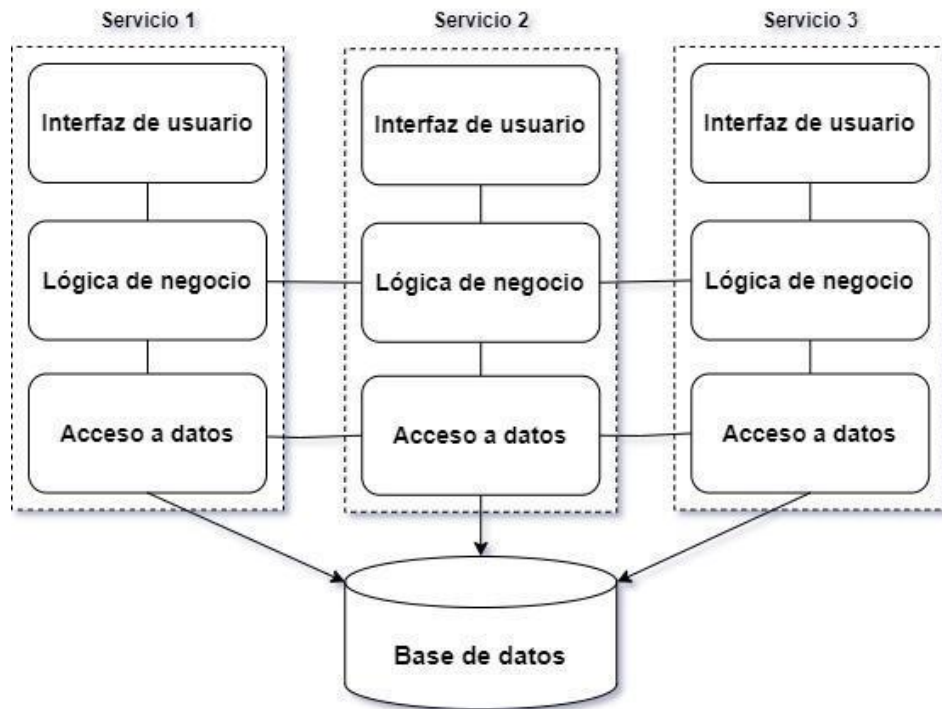 Servicio 1
Servicio 2
Servicio 3
Interfaz de usuario
Interfaz de usuario
Interfaz de usuario
Lógica de negocio
Lógica de negocio
Lógica de negocio
Acceso a datos
Acceso a datos
Acceso a datos
Base de datos